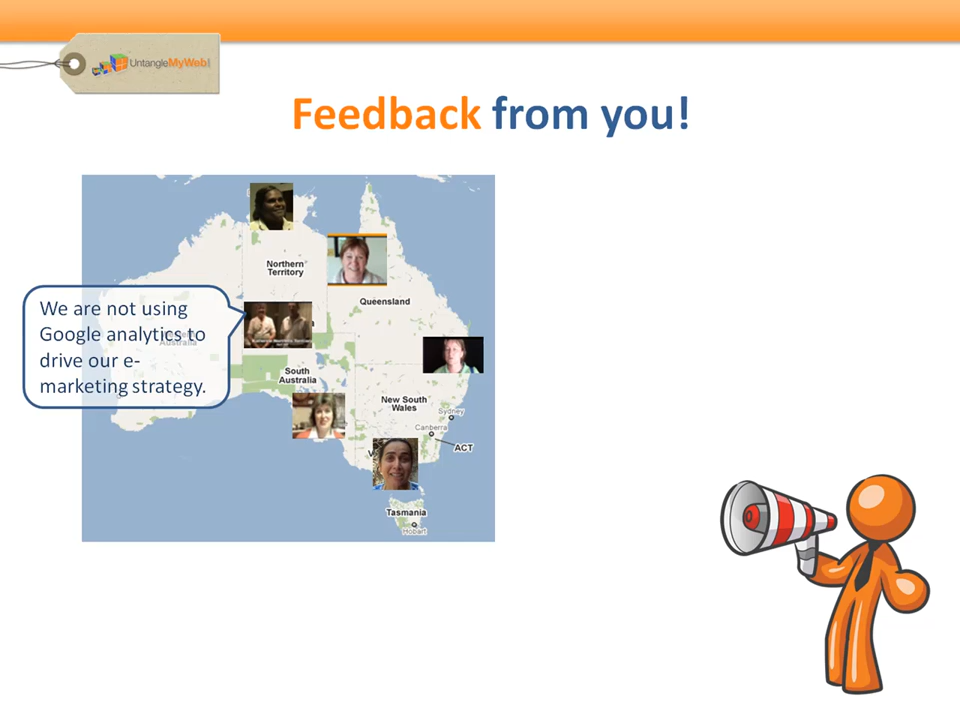 UntangleMyWeb!
Feedback from you!
Northern
Territory
Queensland
We are not using
Google analytics to
drive our e-
marketing strategy.
Australia
South
Australia
New South
Wales
Sydney
Canberra
ACT
Tasmania
Hobart